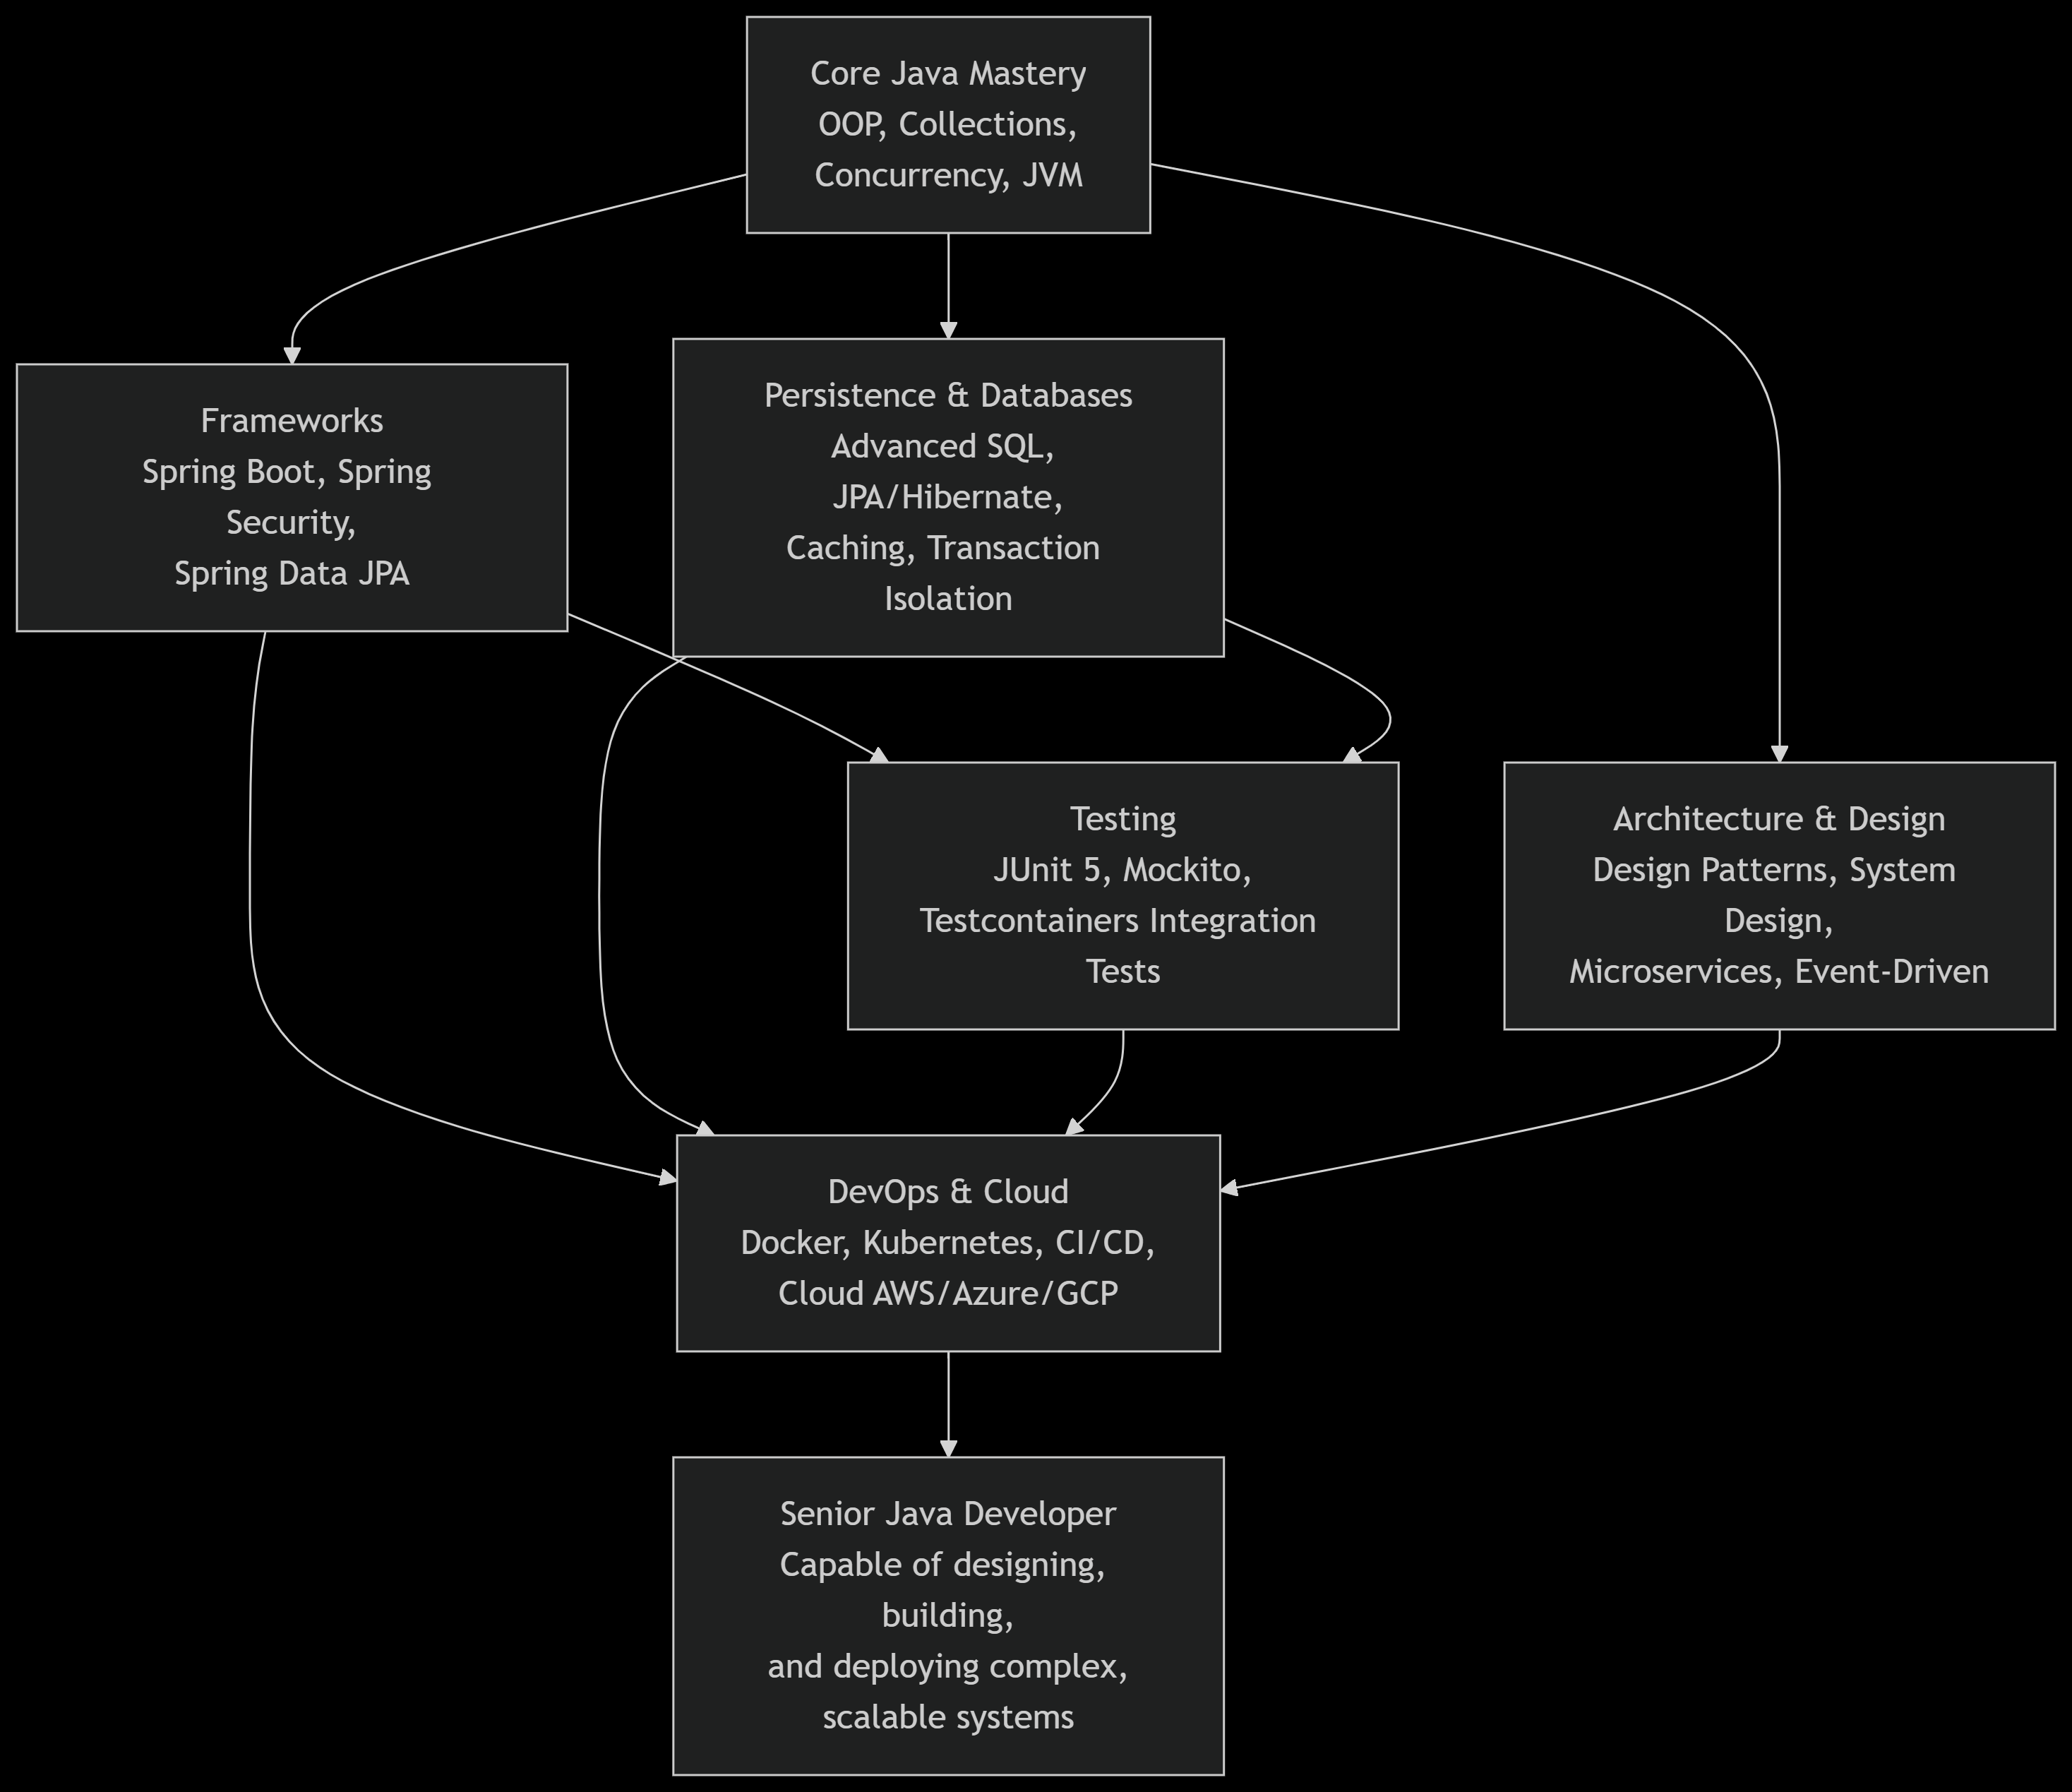 Core Java Mastery
OOP, Collections,
Concurrency, JVM
Frameworks
Spring Boot, Spring
Security,
Spring Data JPA
Persistence & Databases
Advanced SQL,
JPA/Hibernate,
Caching, Transaction
Isolation
Testing
JUnit 5, Mockito,
Testcontainers Integration
Tests
Architecture & Design
Design Patterns, System
Design,
Microservices, Event-Driven
DevOps & Cloud
Docker, Kubernetes, CI/CD,
Cloud AWS/Azure/GCP
Senior Java Developer
Capable of designing,
building,
and deploying complex,
scalable systems